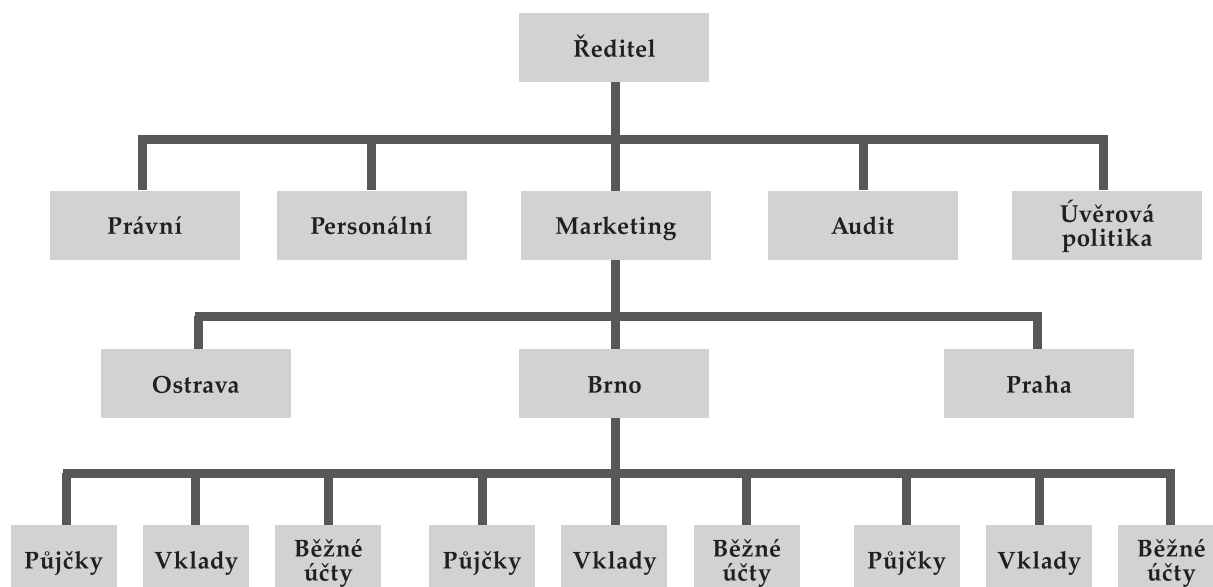 Ředitel
Právní
Personální
Marketing
Audit
Úvěrová
politika
Ostrava
Brno
Praha
Půjčky
Vklady
Běžné
účty
Půjčky
Vklady
Běžné
účty
Půjčky
Vklady
Běžné
účty